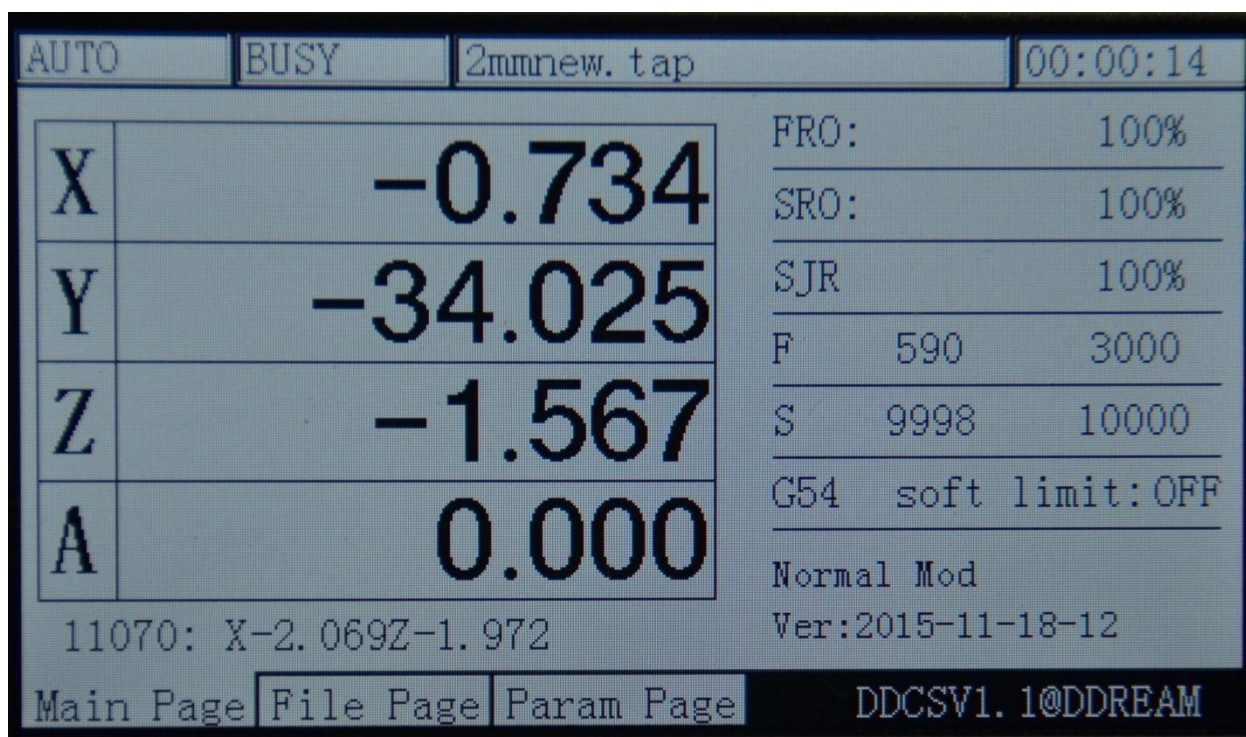 AUTO BUSY 2mmnew.tap 00:00:14
X -0.734
Y -34.025
Z -1.567
A 0.000
11070: X-2.069Z-1.972
FRO: 100%
SRO: 100%
SJR 100%
F 590 3000
S 9998 10000
G54 soft limit:OFF
Normal Mod
Ver:2015-11-18-12
Main Page File Page Param Page DDCSV1.1@DDREAM